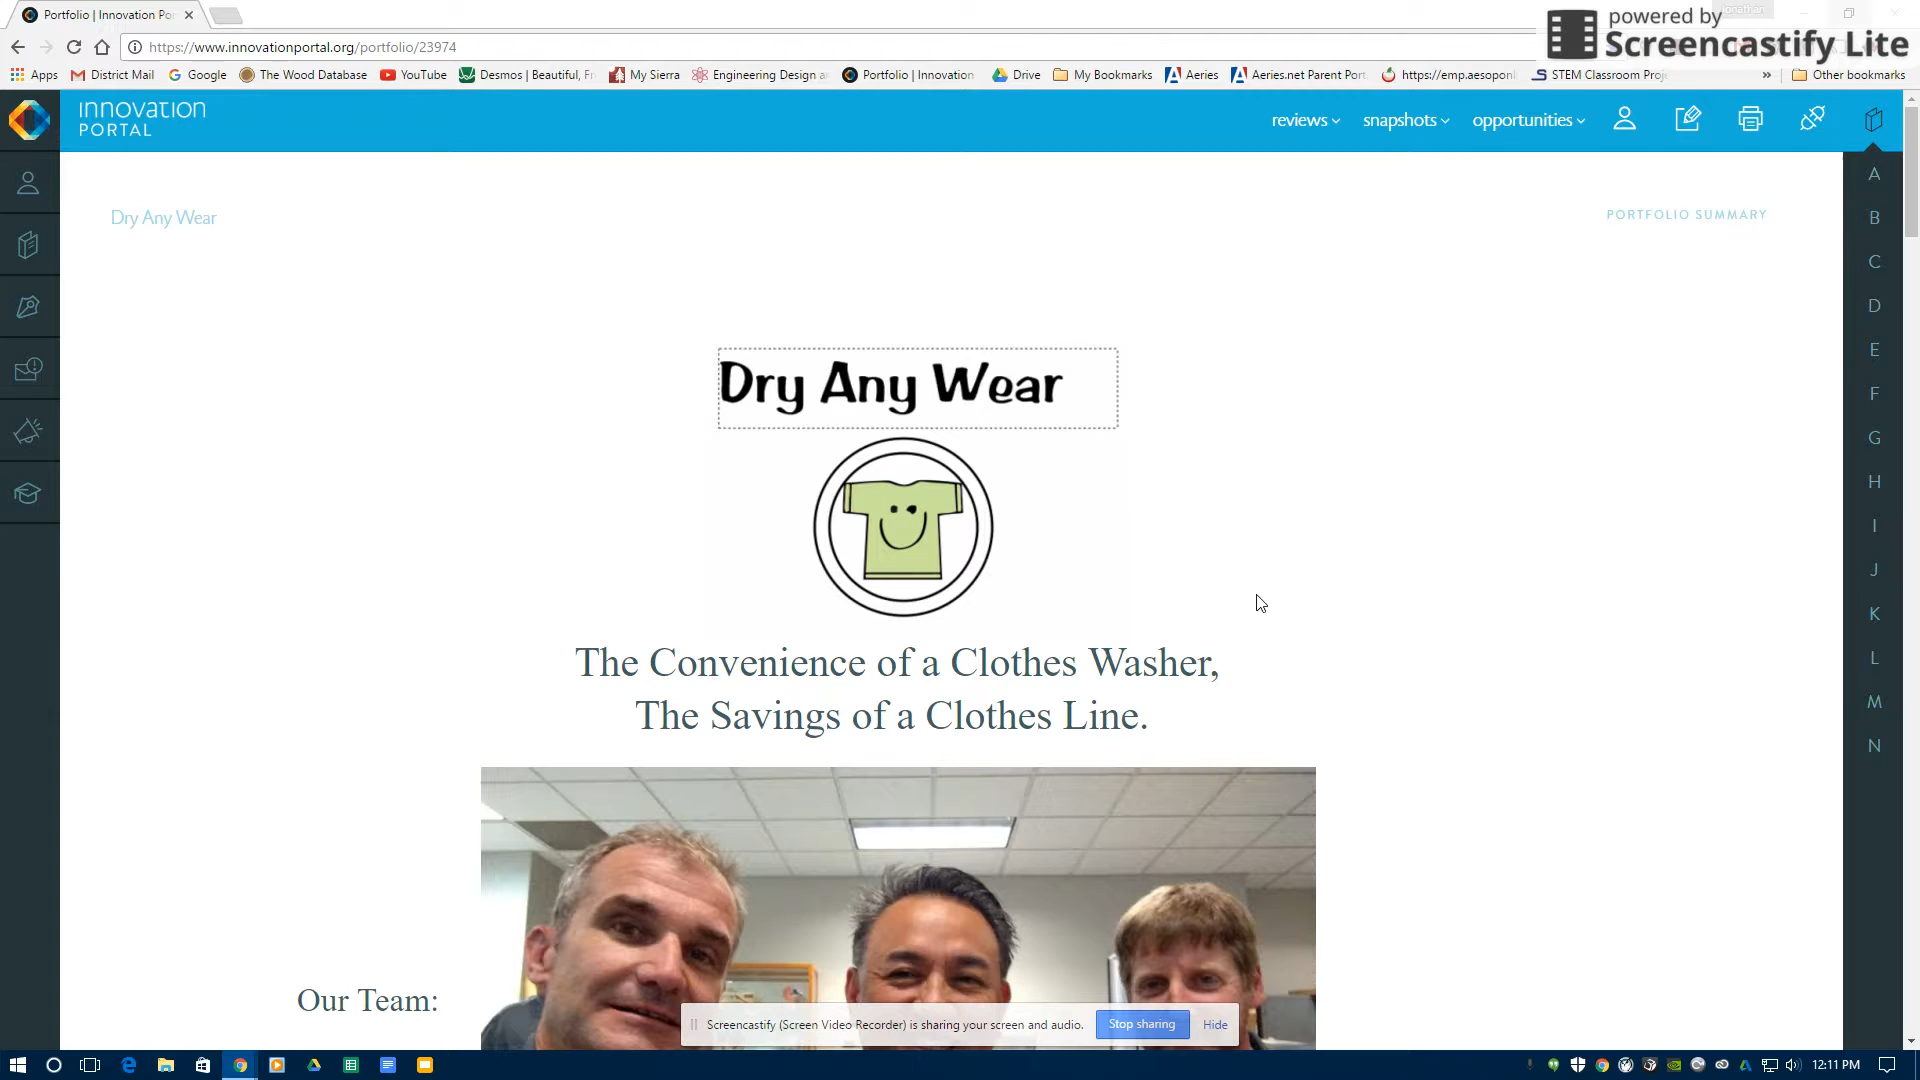 Portfolio | Innovation Po
powered by
Screencastify Lite
https://www.innovationportal.org/portfolio/23974
Apps District Mail Google The Wood Database YouTube Desmos | Beautiful, Fr My Sierra Engineering Design a Portfolio | Innovation Drive My Bookmarks Aeries Aeries.net Parent Port https://emp.aesoponl STEM Classroom Proj » Other bookmarks
innovation
PORTAL
reviews snapshots opportunities
Dry Any Wear
PORTFOLIO SUMMARY
A
B
C
D
E
F
G
H
I
J
K
L
M
N
Dry Any Wear
The Convenience of a Clothes Washer,
The Savings of a Clothes Line.
Our Team:
Screencastify (Screen Video Recorder) is sharing your screen and audio. Stop sharing Hide
12:11 PM